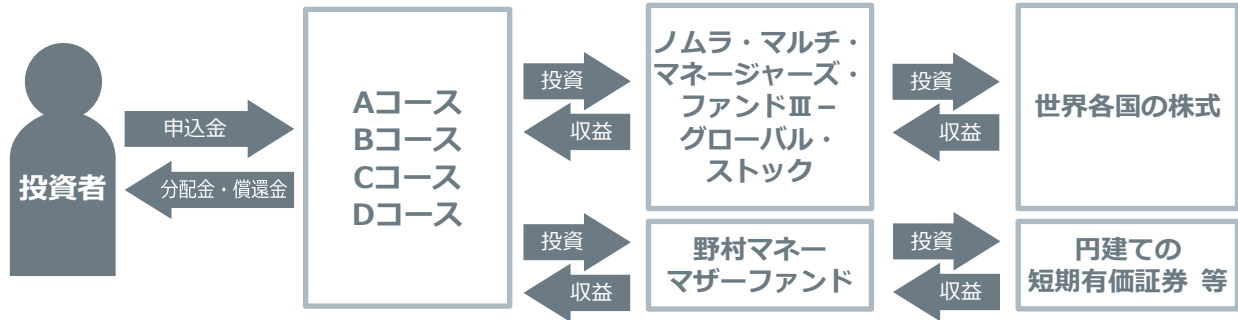 投資者
申込金
分配金・償還金
Aコース
Bコース
Cコース
Dコース
投資
収益
ノムラ・マルチ・
マネージャーズ・
ファンドⅢ－
グローバル・
ストック
投資
収益
世界各国の株式
投資
収益
野村マネー
マザーファンド
投資
収益
円建ての
短期有価証券 等